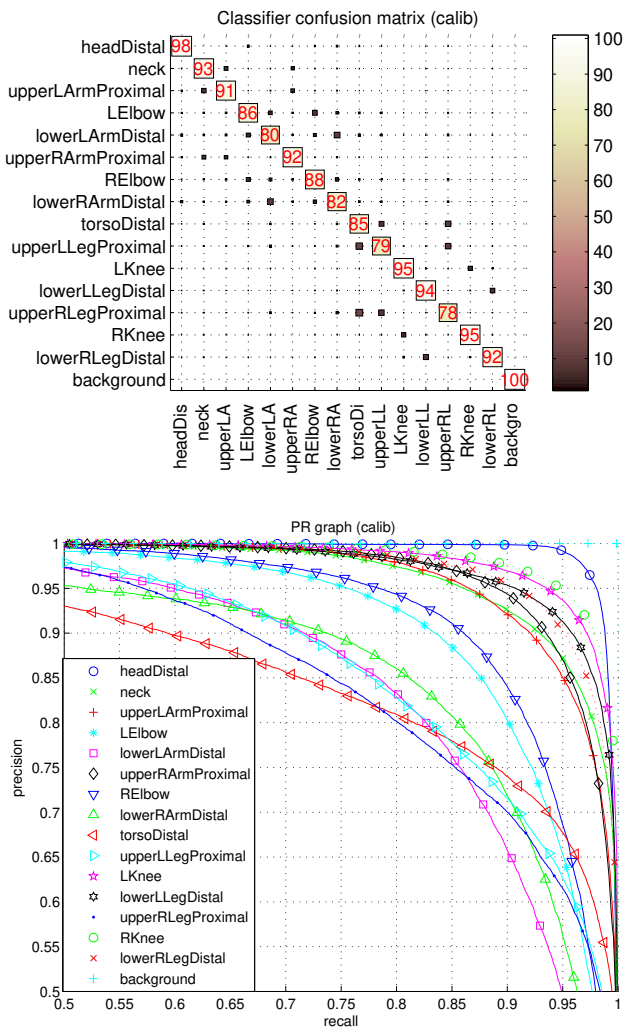 Classifier confusion matrix (calib)
headDistal 98
neck 93
upperLArmProximal 91
LElbow 86
lowerLArmDistal 80
upperRArmProximal 92
RElbow 88
lowerRArmDistal 82
torsoDistal 85
upperLLegProximal 79
LKnee 95
lowerLLegDistal 94
upperRLegProximal 78
RKnee 95
lowerRLegDistal 92
background 100
headDis neck upperLA LElbow lowerLA upperRA RElbow lowerRA torsoDi upperLL LKnee lowerLL upperRL RKnee lowerRL backgro
100
90
80
70
60
50
40
30
20
10
PR graph (calib)
precision
1
0.95
0.9
0.85
0.8
0.75
0.7
0.65
0.6
0.55
0.5
headDistal
neck
upperLArmProximal
LElbow
lowerLArmDistal
upperRArmProximal
RElbow
lowerRArmDistal
torsoDistal
upperLLegProximal
LKnee
lowerLLegDistal
upperRLegProximal
RKnee
lowerRLegDistal
background
0.5 0.55 0.6 0.65 0.7 0.75 0.8 0.85 0.9 0.95 1
recall